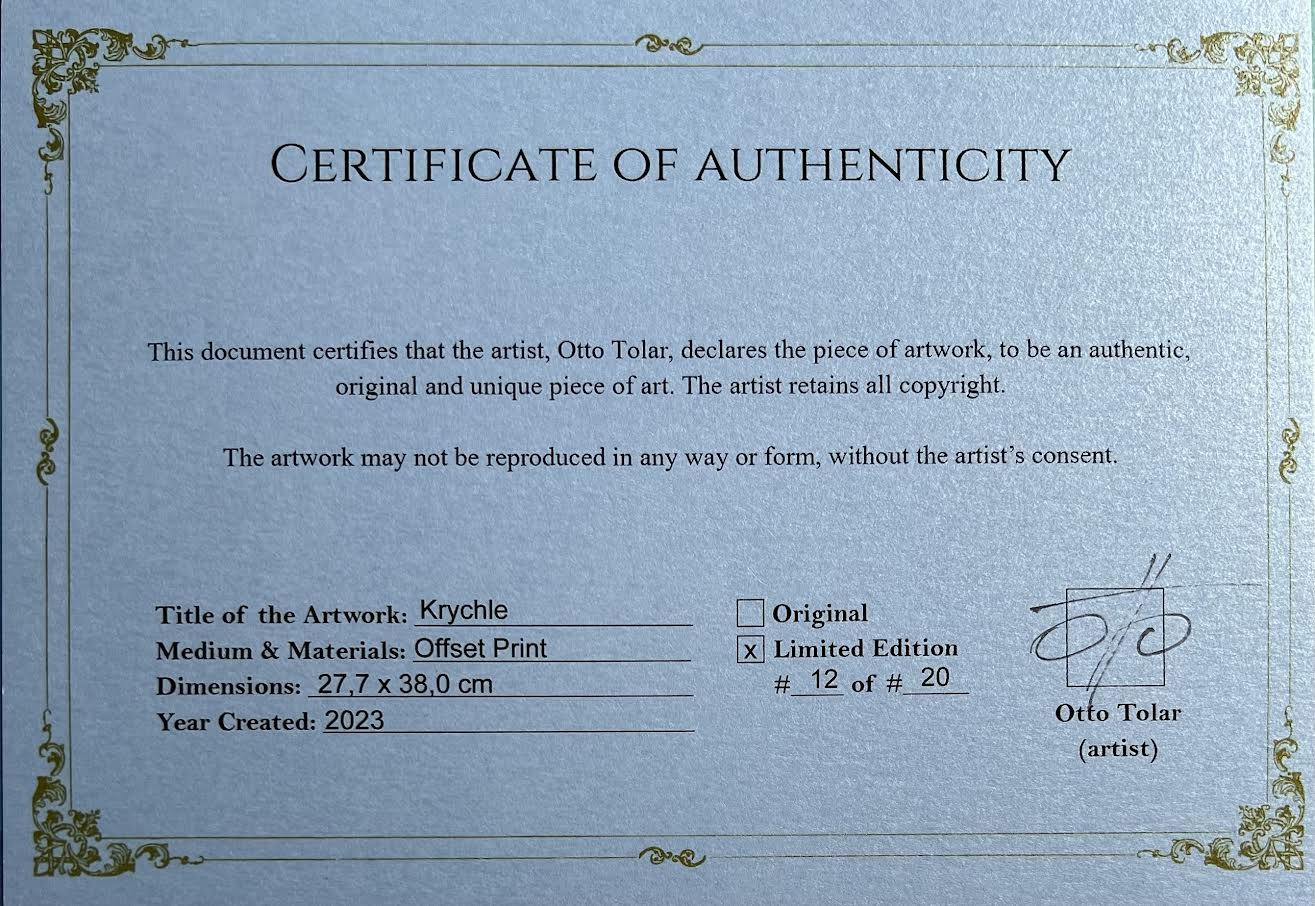 CERTIFICATE OF AUTHENTICITY
This document certifies that the artist, Otto Tolar, declares the piece of artwork, to be an authentic,
original and unique piece of art. The artist retains all copyright.
The artwork may not be reproduced in any way or form, without the artist’s consent.
Title of the Artwork: Krychle
Medium & Materials: Offset Print
Dimensions: 27,7 x 38,0 cm
Year Created: 2023
Original
x Limited Edition
# 12 of # 20
Otto Tolar
(artist)